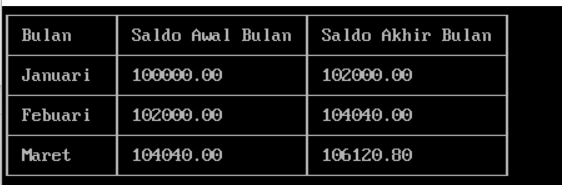 Bulan Saldo Awal Bulan Saldo Akhir Bulan
Januari 100000.00 102000.00
Febuari 102000.00 104040.00
Maret 104040.00 106120.80